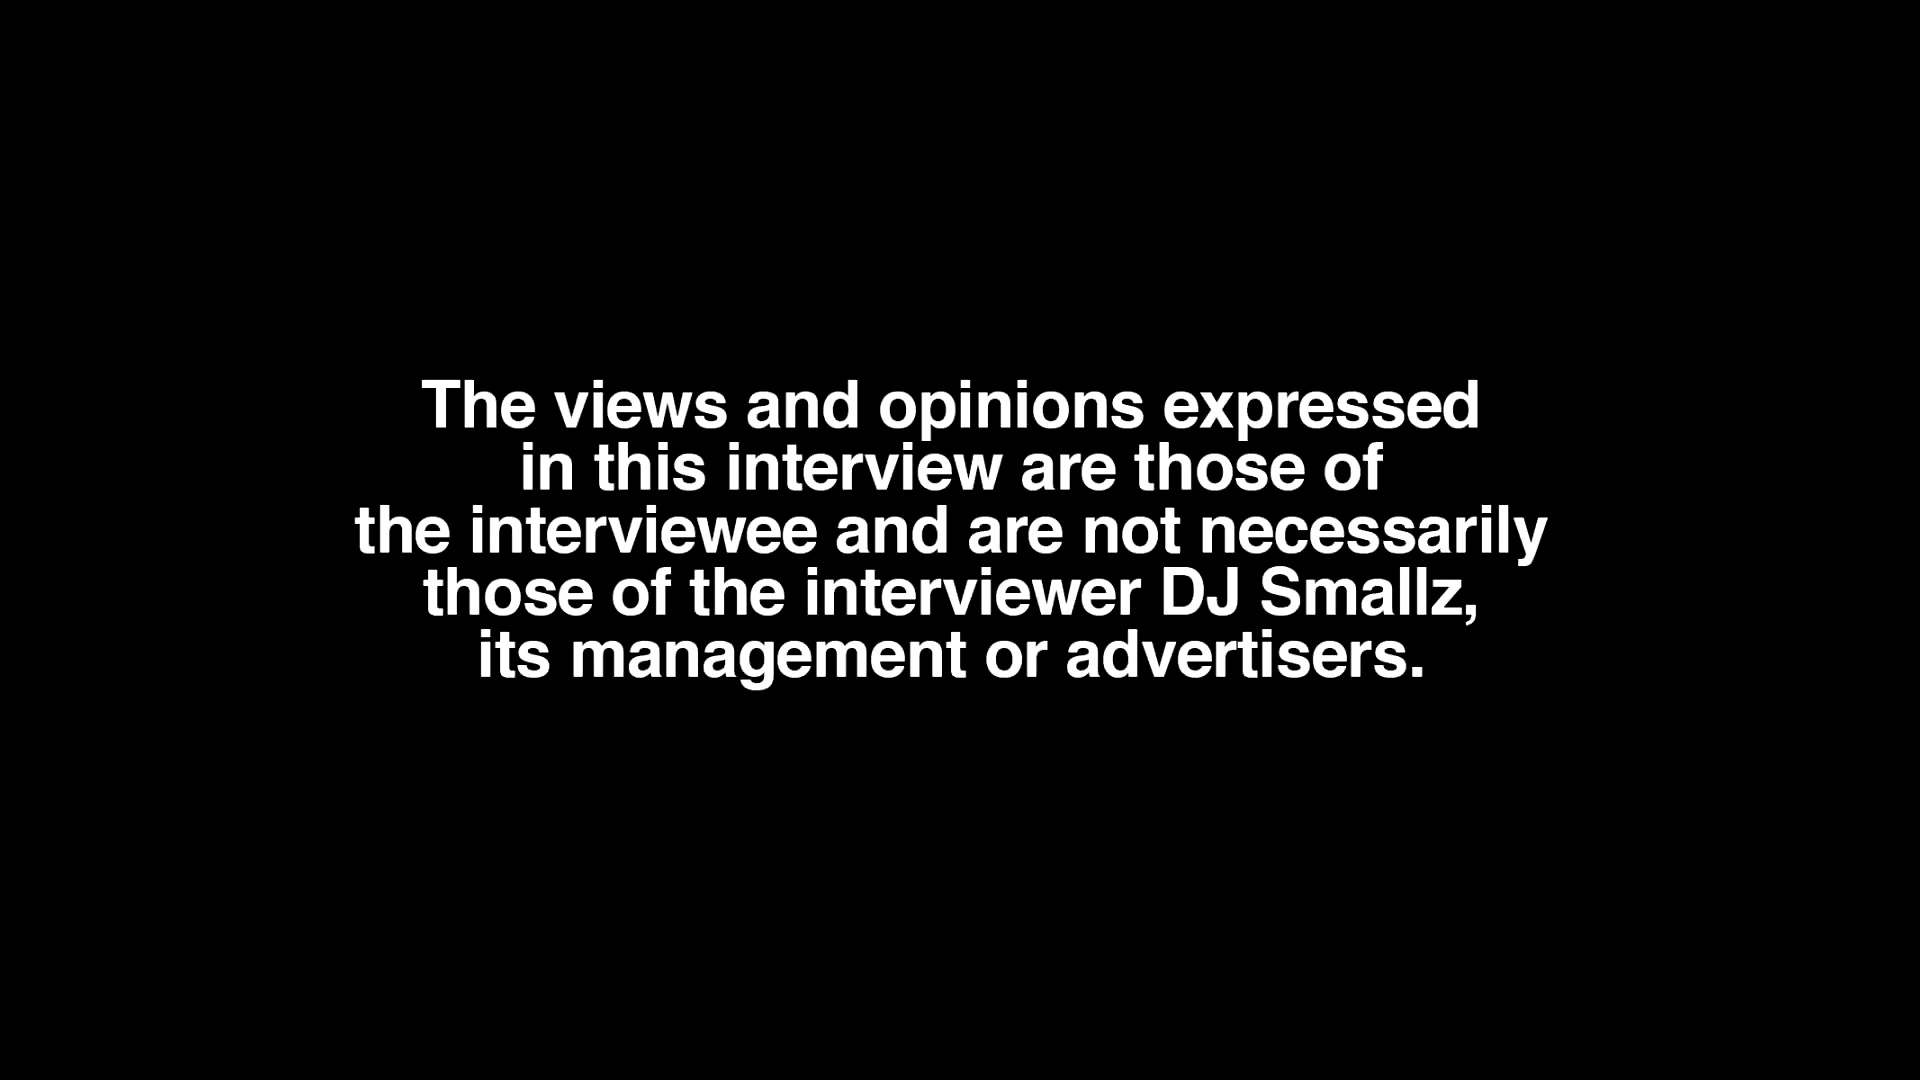 The views and opinions expressed
in this interview are those of
the interviewee and are not necessarily
those of the interviewer DJ Smallz,
its management or advertisers.